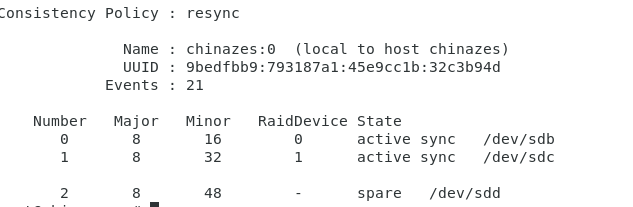 Consistency Policy : resync
Name : chinazes:0 (local to host chinazes)
UUID : 9bedfbb9:793187a1:45e9cc1b:32c3b94d
Events : 21
Number Major Minor RaidDevice State
0 8 16 0 active sync /dev/sdb
1 8 32 1 active sync /dev/sdc
2 8 48 - spare /dev/sdd